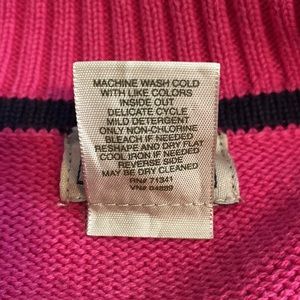 MACHINE WASH COLD
WITH LIKE COLORS
INSIDE OUT
DELICATE CYCLE
MILD DETERGENT
ONLY NON-CHLORINE
BLEACH IF NEEDED
RESHAPE AND DRY FLAT
COOL IRON IF NEEDED
REVERSE SIDE
MAY BE DRY CLEANED
RN# 71341
VN# 04889